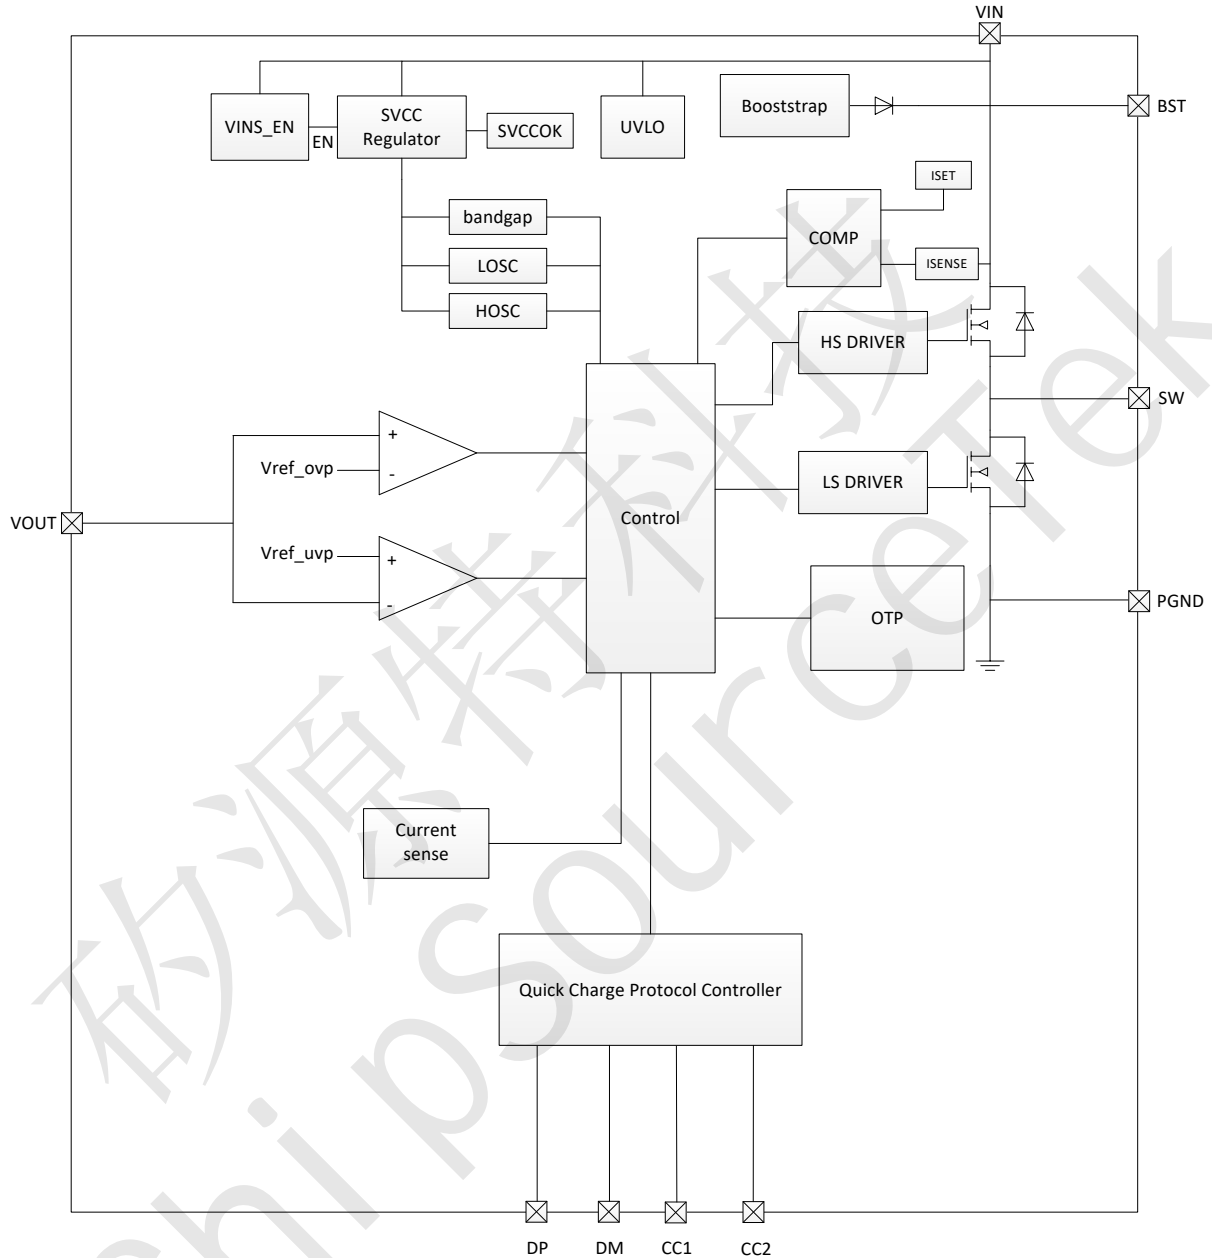 VIN
VINS_EN
EN
SVCC
Regulator
SVCCOK
UVLO
Booststrap
BST
bandgap
LOSC
HOSC
COMP
ISET
ISENSE
HS DRIVER
SW
+
Vref_ovp
-
LS DRIVER
VOUT
Control
Vref_uvp
+
-
OTP
PGND
Current
sense
Quick Charge Protocol Controller
DP
DM
CC1
CC2
矽源特科技
ChipSourceTek